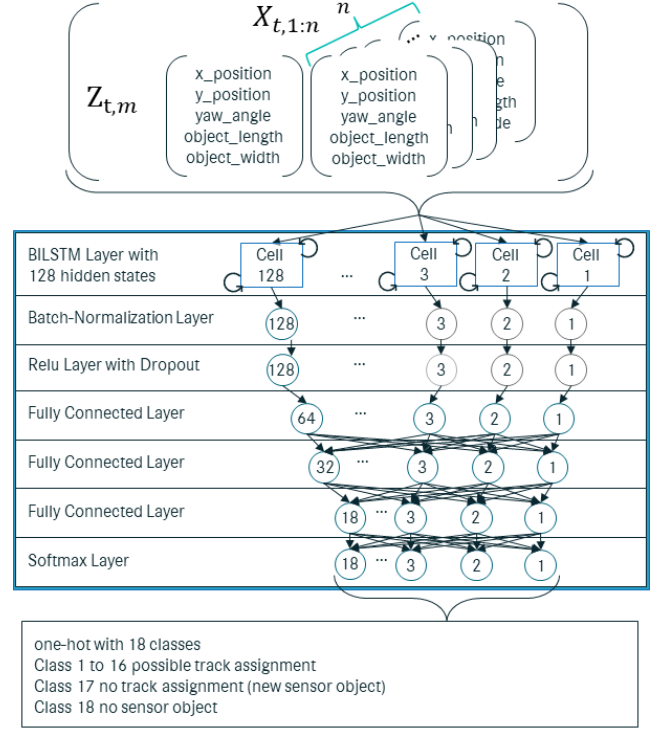 X_{t,1:n} n
Z_{t,m}
x_position
y_position
yaw_angle
object_length
object_width
x_position
y_position
yaw_angle
object_length
object_width
n
n
... x_position
n
e
gth
de
BILSTM Layer with
128 hidden states
Cell
128
...
Cell
3
Cell
2
Cell
1
Batch-Normalization Layer
128 ... 3 2 1
Relu Layer with Dropout
128 ... 3 2 1
Fully Connected Layer
64 ... 3 2 1
Fully Connected Layer
32 ... 3 2 1
Fully Connected Layer
18 ... 3 2 1
Softmax Layer
18 ... 3 2 1
one-hot with 18 classes
Class 1 to 16 possible track assignment
Class 17 no track assignment (new sensor object)
Class 18 no sensor object